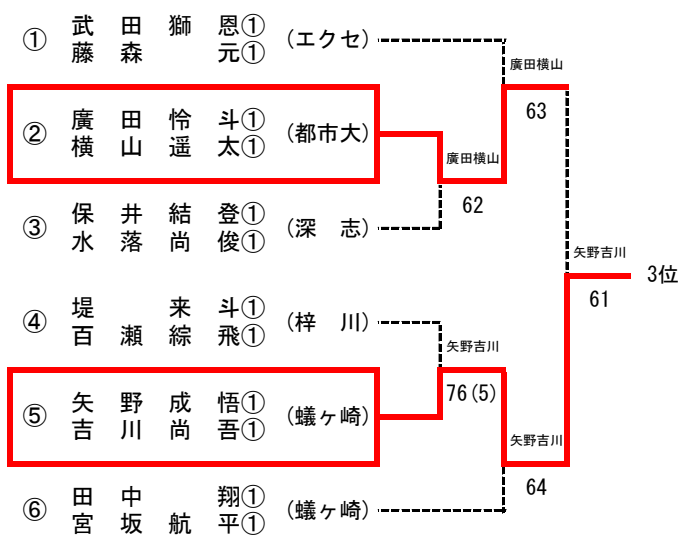 ① 武田獅恩① (エクセ)
藤森元①
廣田横山
63
② 廣田怜斗① (都市大)
横山遥太①
廣田横山
62
③ 保井結登① (深志)
水落尚俊①
矢野吉川
3位
61
④ 堤来斗① (梓川)
百瀬綜飛①
矢野吉川
76(5)
⑤ 矢野成悟① (蟻ヶ崎)
吉川尚吾①
矢野吉川
64
⑥ 田中翔① (蟻ヶ崎)
宮坂航平①